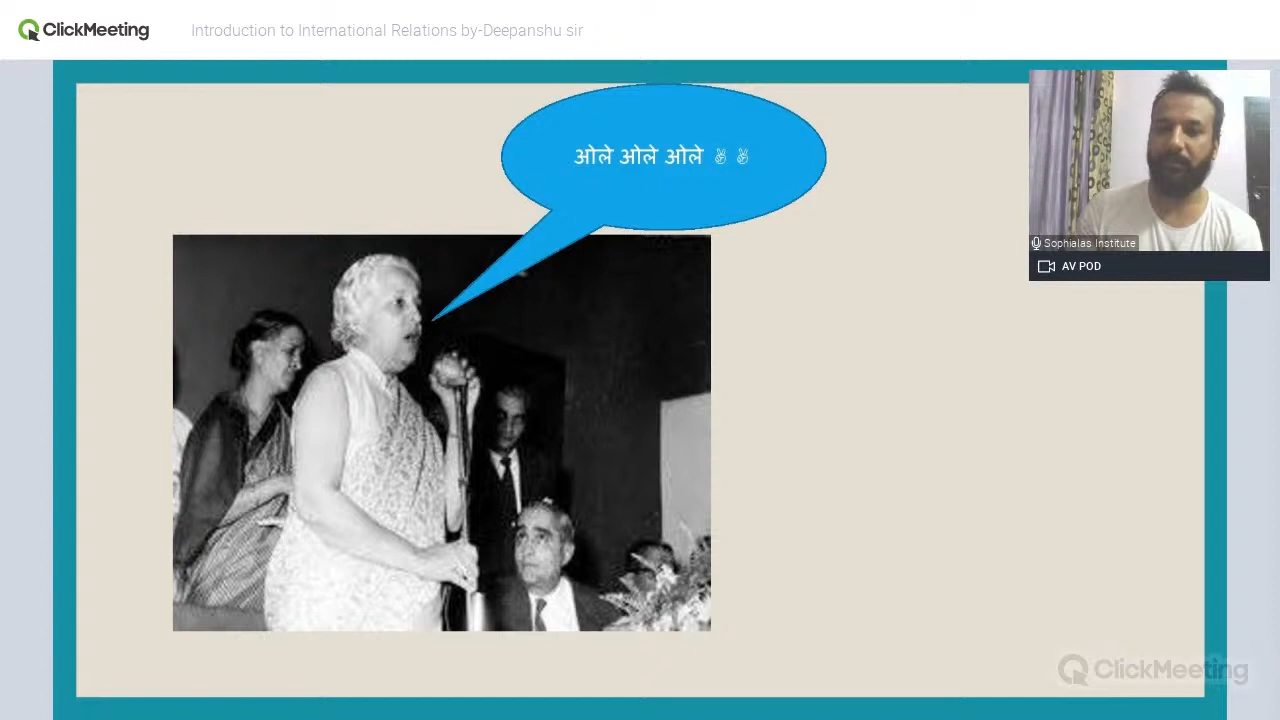 ClickMeeting
Introduction to International Relations by-Deepanshu sir
ओले ओले ओले ✌ ✌
Sophialas Institute
AV POD
ClickMeeting